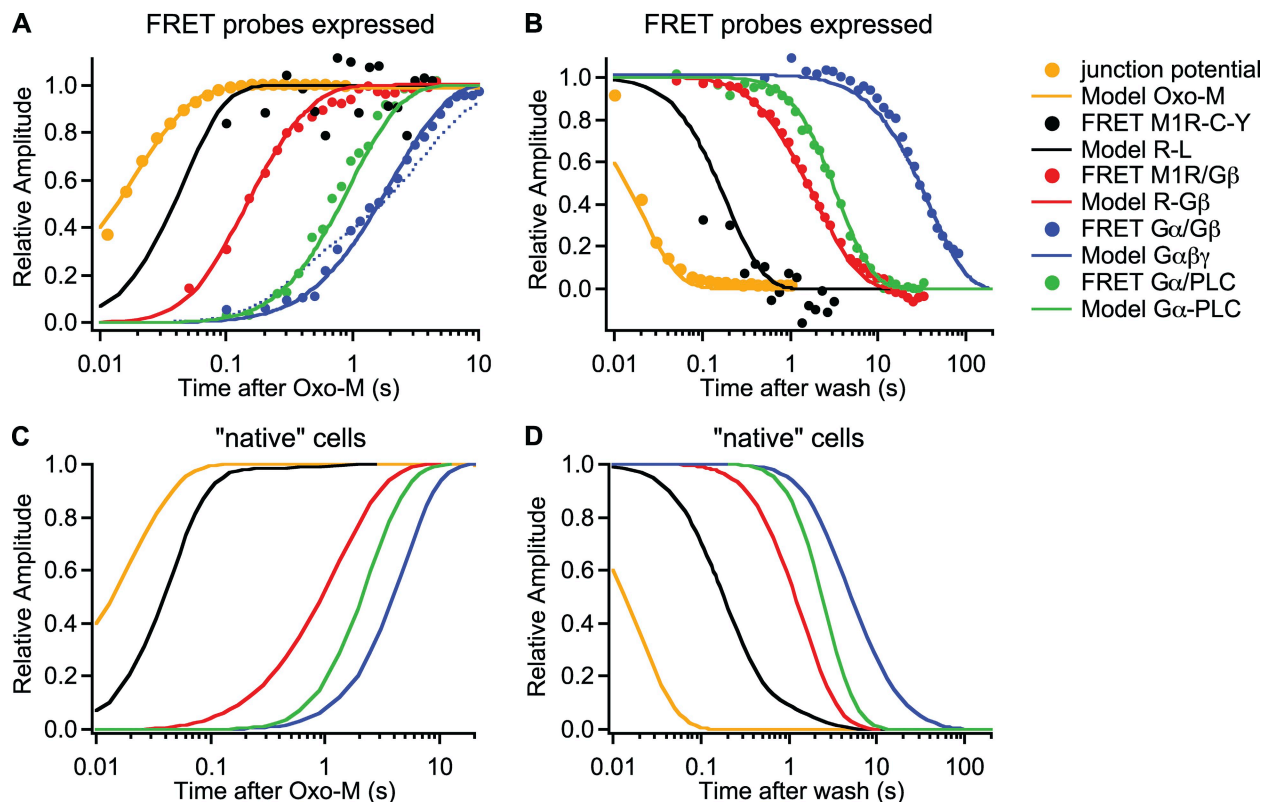 A FRET probes expressed
Relative Amplitude
1.0
0.8
0.6
0.4
0.2
0.0
0.01 0.1 1 10
Time after Oxo-M (s)
B FRET probes expressed
Relative Amplitude
1.0
0.8
0.6
0.4
0.2
0.0
0.01 0.1 1 10 100
Time after wash (s)
junction potential
Model Oxo-M
FRET M1R-C-Y
Model R-L
FRET M1R/Gβ
Model R-Gβ
FRET Gα/Gβ
Model Gαβγ
FRET Gα/PLC
Model Gα-PLC
C "native" cells
Relative Amplitude
1.0
0.8
0.6
0.4
0.2
0.0
0.01 0.1 1 10
Time after Oxo-M (s)
D "native" cells
Relative Amplitude
1.0
0.8
0.6
0.4
0.2
0.0
0.01 0.1 1 10 100
Time after wash (s)